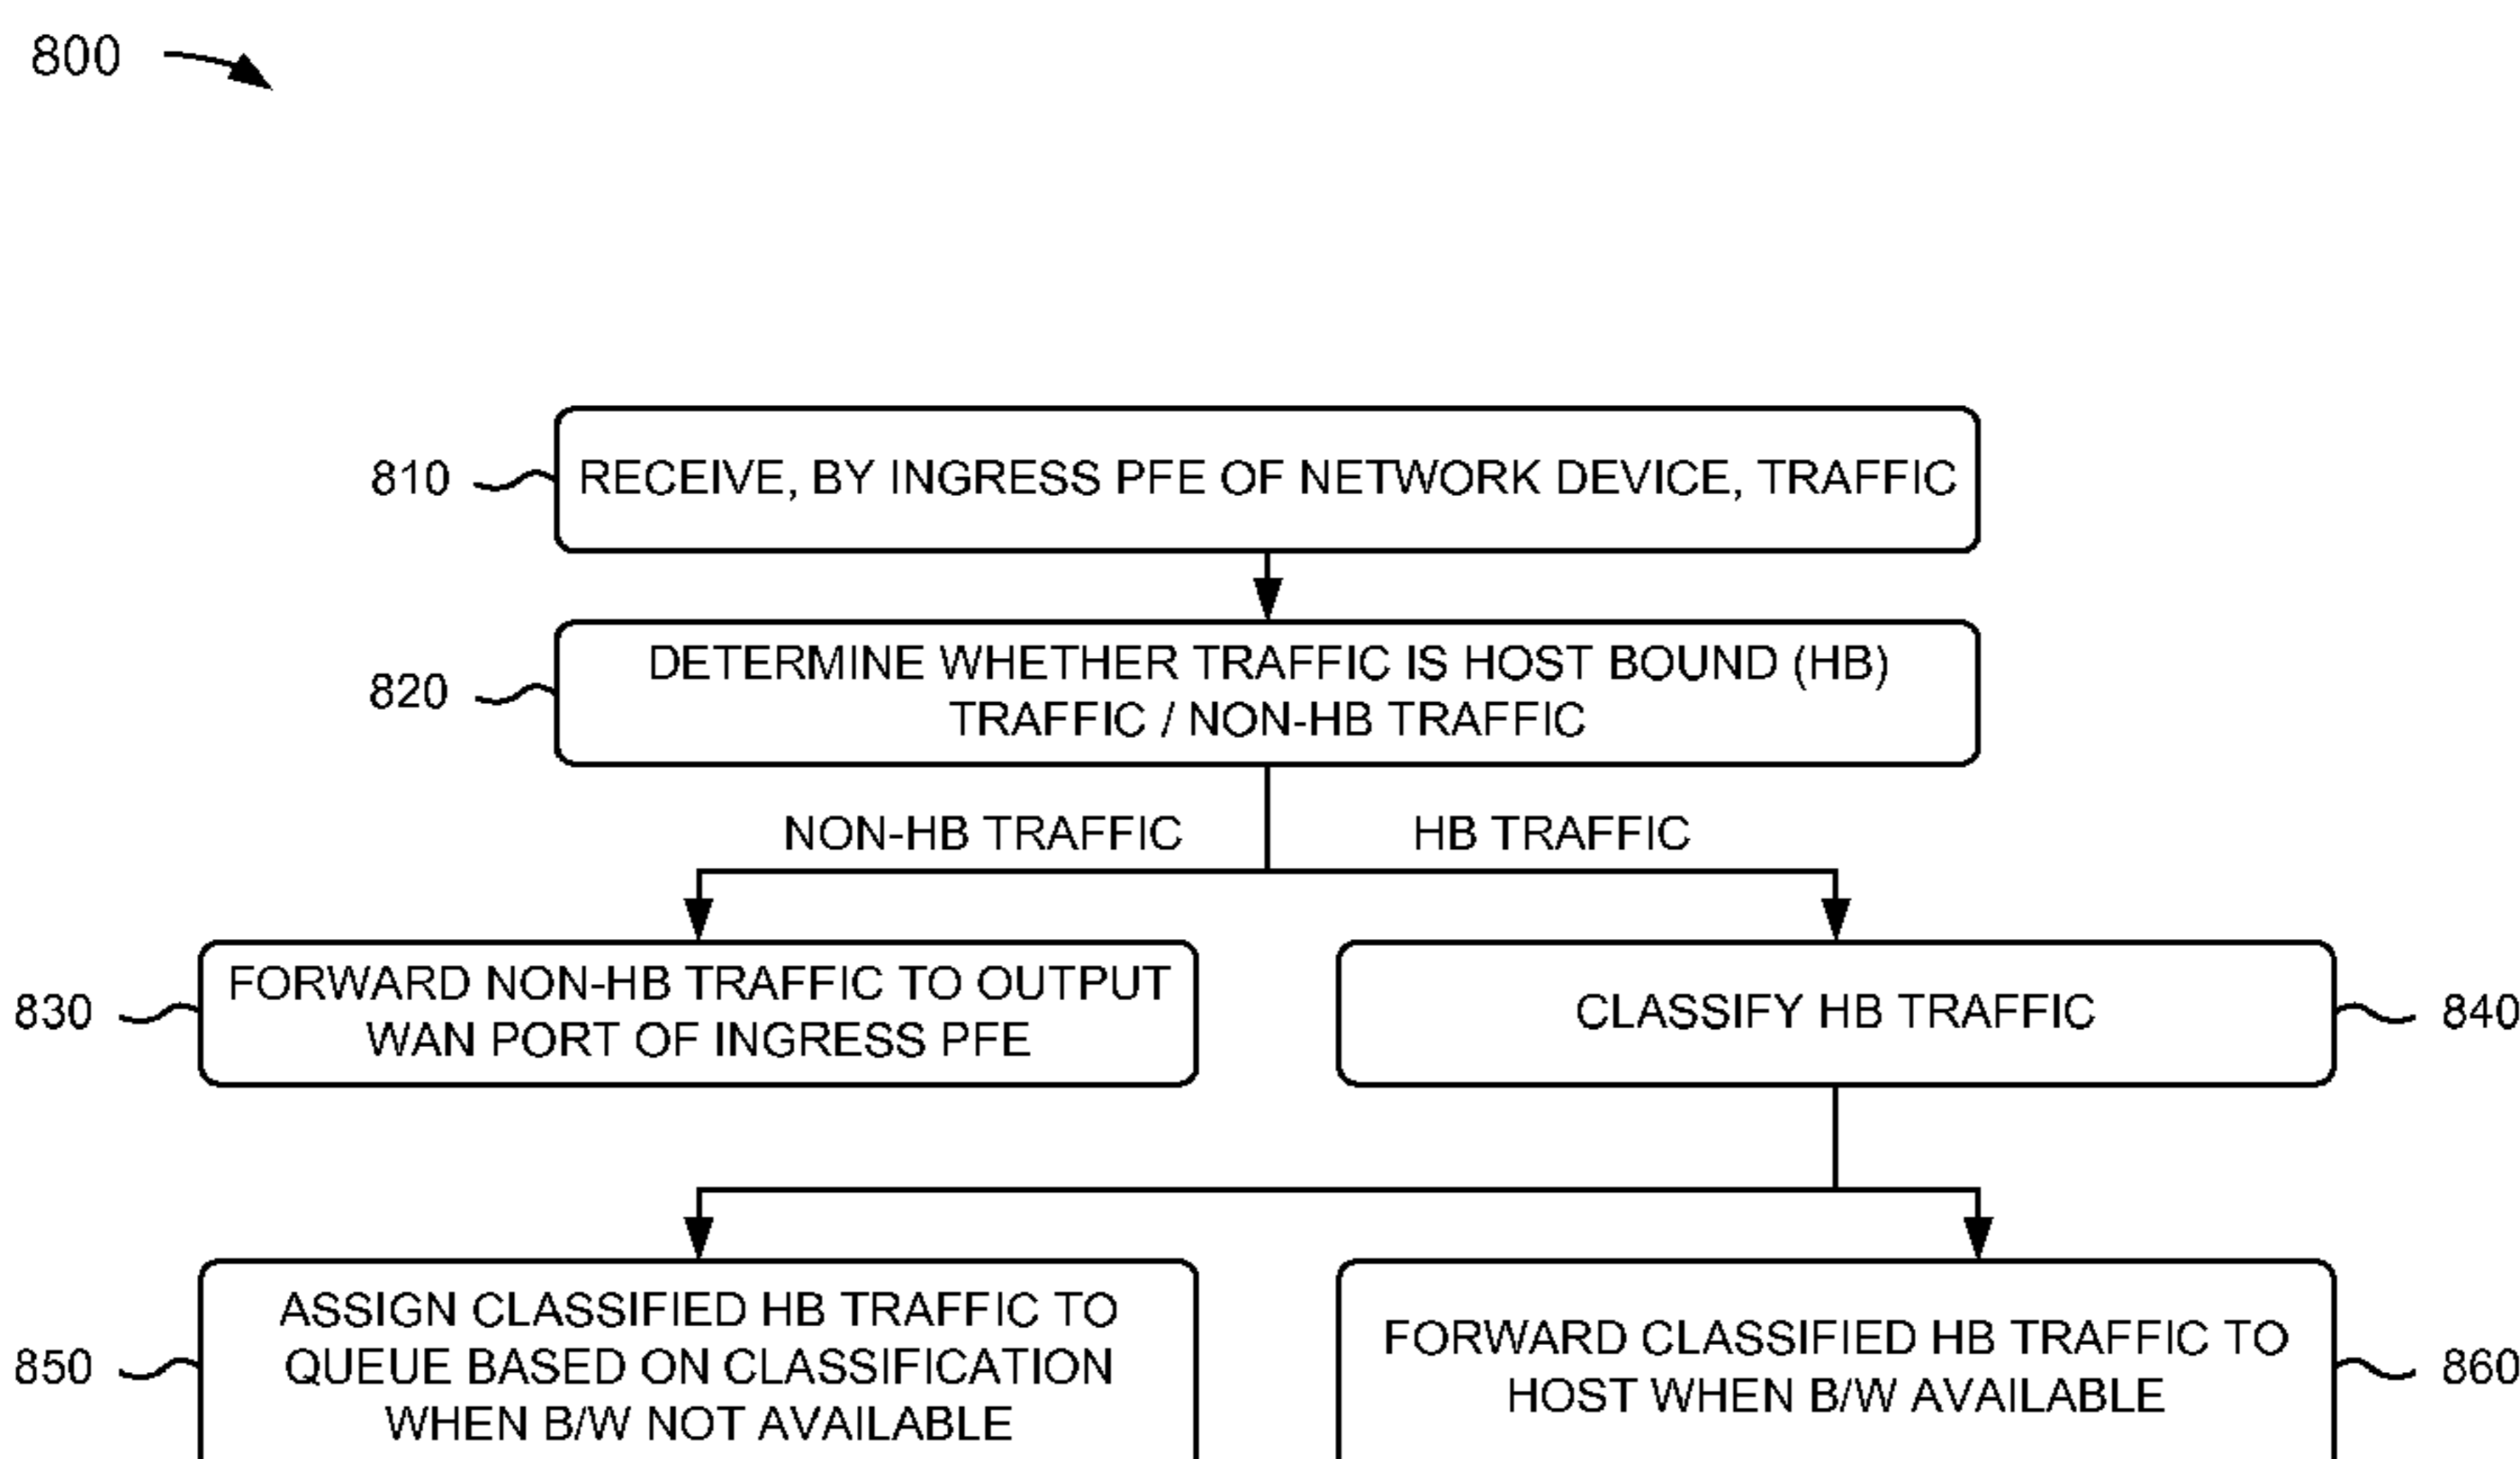 800
810
RECEIVE, BY INGRESS PFE OF NETWORK DEVICE, TRAFFIC
820
DETERMINE WHETHER TRAFFIC IS HOST BOUND (HB)
TRAFFIC / NON-HB TRAFFIC
NON-HB TRAFFIC
HB TRAFFIC
830
FORWARD NON-HB TRAFFIC TO OUTPUT
WAN PORT OF INGRESS PFE
CLASSIFY HB TRAFFIC
840
850
ASSIGN CLASSIFIED HB TRAFFIC TO
QUEUE BASED ON CLASSIFICATION
WHEN B/W NOT AVAILABLE
FORWARD CLASSIFIED HB TRAFFIC TO
HOST WHEN B/W AVAILABLE
860